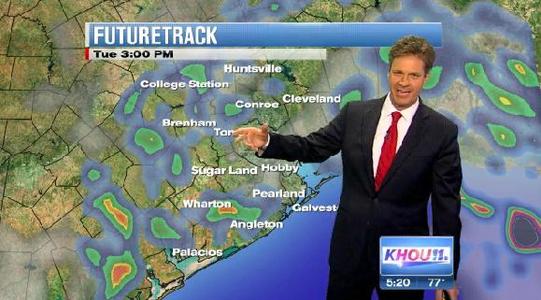 FUTURETRACK
Tue 3:00 PM
Huntsville
College Station
Conroe
Cleveland
Brenham
Tom
Sugar Land
Hobby
Pearland
Wharton
Galvest
Angleton
Palacios
KHOU 11.
5:20 77°